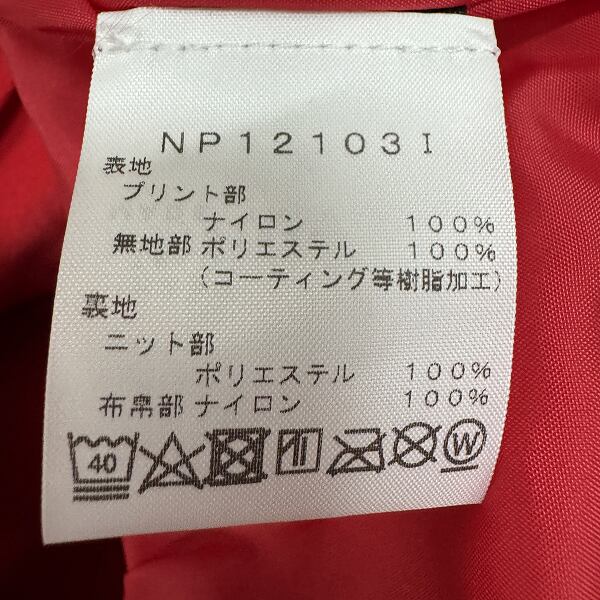 NP12103I
表地
プリント部
ナイロン 100%
無地部 ポリエステル 100%
(コーティング等樹脂加工)
裏地
ニット部
ポリエステル 100%
布帛部 ナイロン 100%
40 W